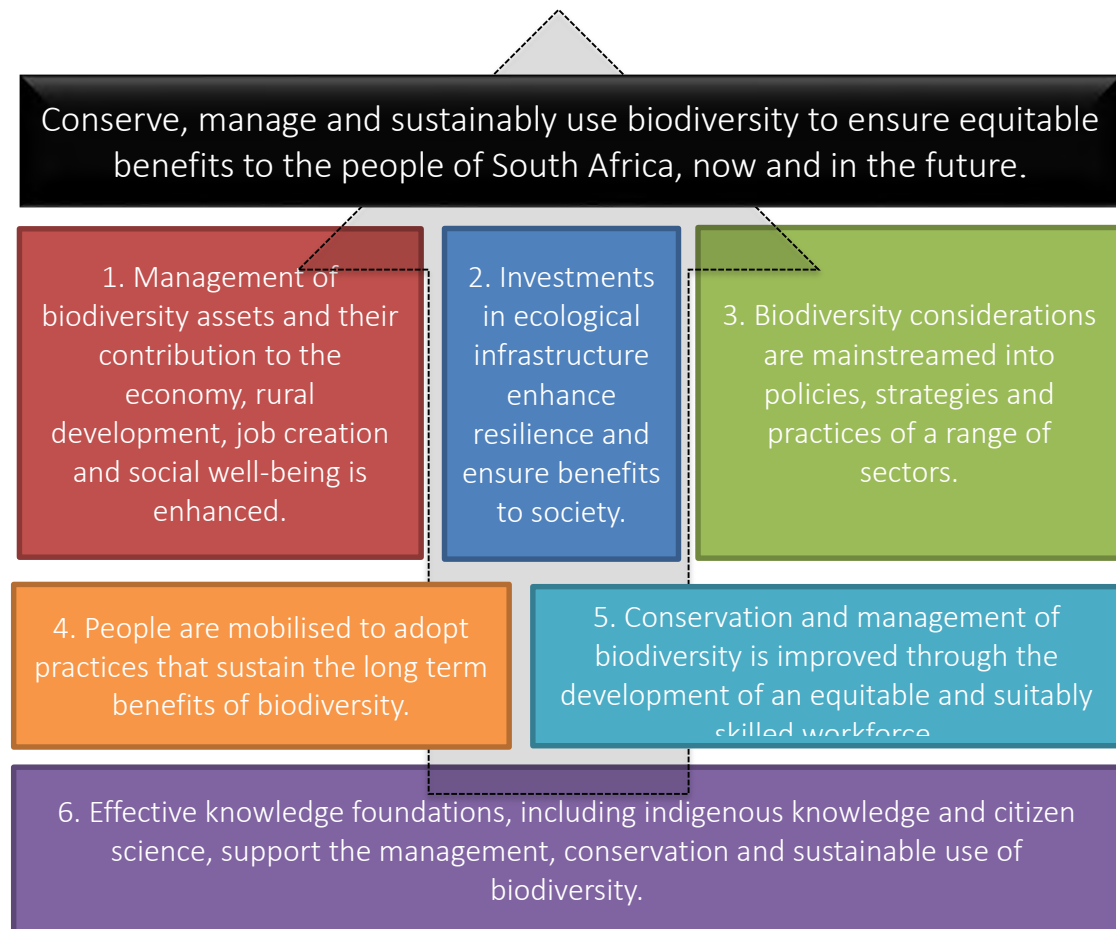 Conserve, manage and sustainably use biodiversity to ensure equitable
benefits to the people of South Africa, now and in the future.
1. Management of
biodiversity assets and their
contribution to the
economy, rural
development, job creation
and social well-being is
enhanced.
2. Investments
in ecological
infrastructure
enhance
resilience and
ensure benefits
to society.
3. Biodiversity considerations
are mainstreamed into
policies, strategies and
practices of a range of
sectors.
4. People are mobilised to adopt
practices that sustain the long term
benefits of biodiversity.
5. Conservation and management of
biodiversity is improved through the
development of an equitable and suitably
skilled workforce
6. Effective knowledge foundations, including indigenous knowledge and citizen
science, support the management, conservation and sustainable use of
biodiversity.